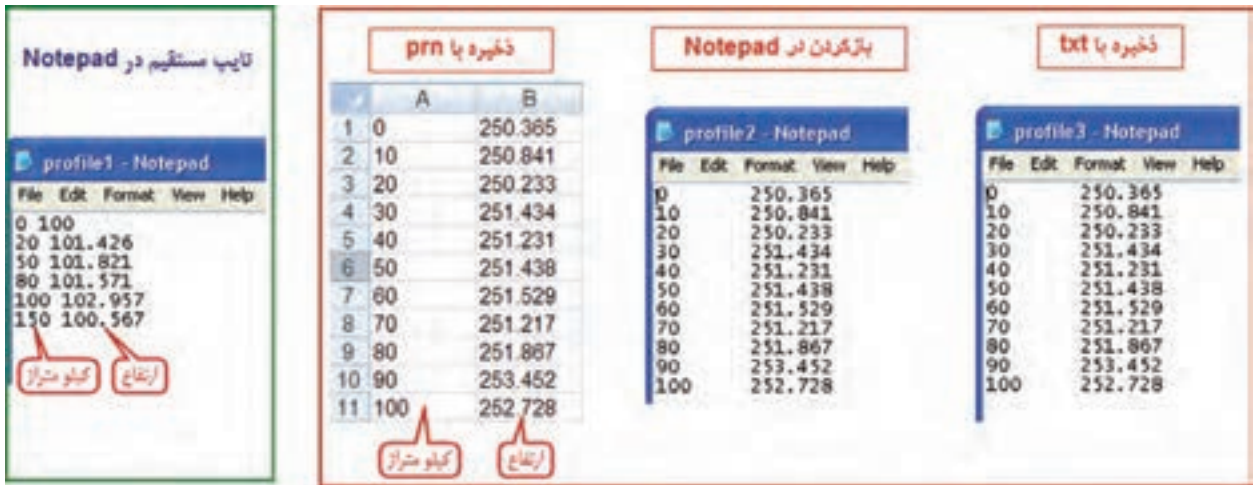 تایپ مستقیم در Notepad
profile1 - Notepad
File Edit Format View Help
0 100
20 101.426
50 101.821
80 101.571
100 102.957
150 100.567
کیلو متراژ
ارتفاع
ذخیره با prn
A B
1 0 250.365
2 10 250.841
3 20 250.233
4 30 251.434
5 40 251.231
6 50 251.438
7 60 251.529
8 70 251.217
9 80 251.867
10 90 253.452
11 100 252.728
کیلو متراژ
ارتفاع
بازکردن در Notepad
profile2 - Notepad
File Edit Format View Help
0 250.365
10 250.841
20 250.233
30 251.434
40 251.231
50 251.438
60 251.529
70 251.217
80 251.867
90 253.452
100 252.728
ذخیره با txt
profile3 - Notepad
File Edit Format View Help
0 250.365
10 250.841
20 250.233
30 251.434
40 251.231
50 251.438
60 251.529
70 251.217
80 251.867
90 253.452
100 252.728